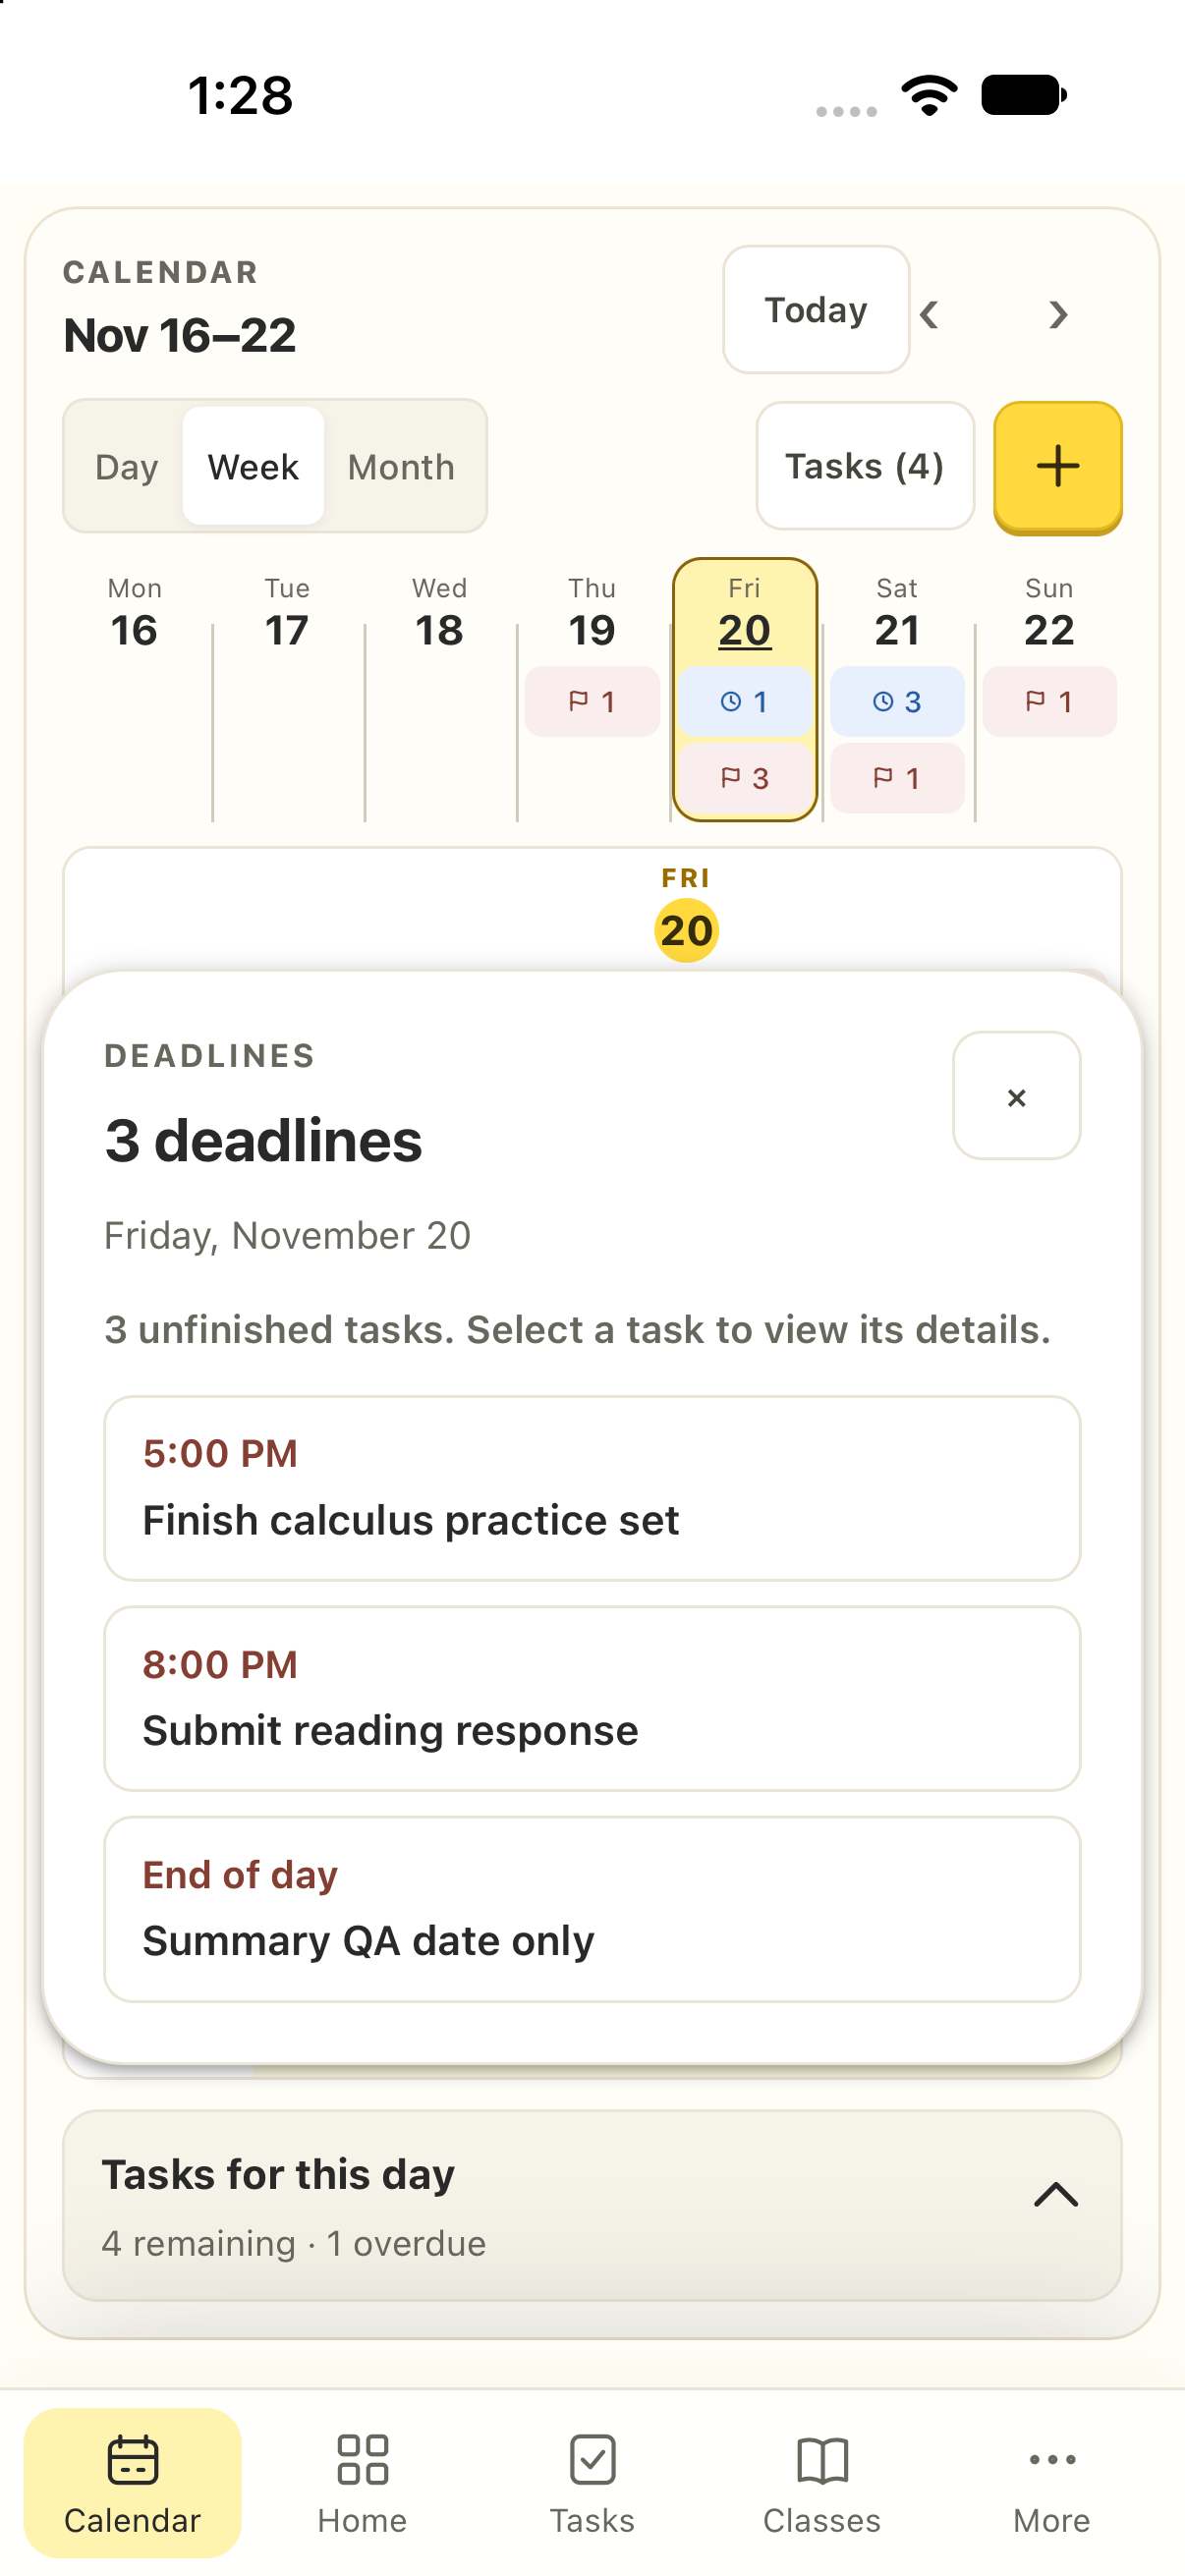 1:28
CALENDAR
Nov 16–22
Today
‹ ›
Day Week Month
Tasks (4)
+
Mon Tue Wed Thu Fri Sat Sun
16 17 18 19 20 21 22
1 1 3 1
3 1
FRI
20
DEADLINES
×
3 deadlines
Friday, November 20
3 unfinished tasks. Select a task to view its details.
5:00 PM
Finish calculus practice set
8:00 PM
Submit reading response
End of day
Summary QA date only
Tasks for this day
4 remaining · 1 overdue
Calendar Home Tasks Classes More